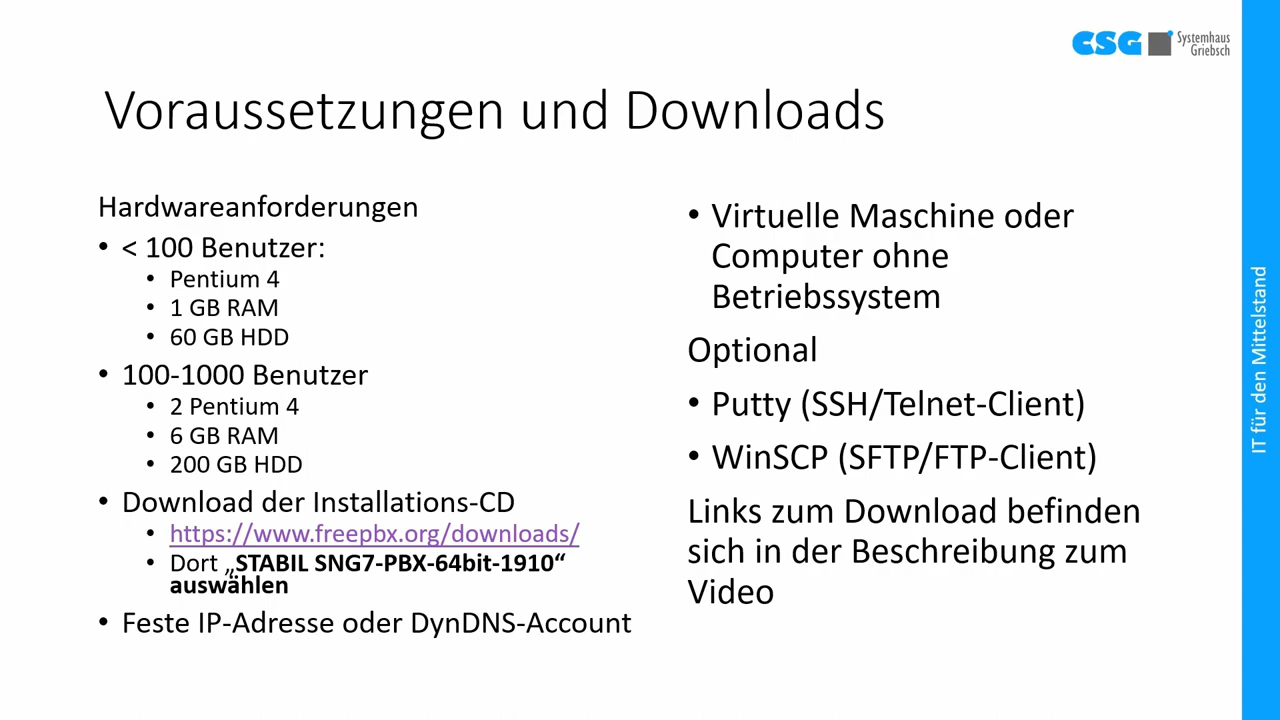 CSG Systemhaus
Griebsch
Voraussetzungen und Downloads
Hardwareanforderungen
• < 100 Benutzer:
• Pentium 4
• 1 GB RAM
• 60 GB HDD
• 100-1000 Benutzer
• 2 Pentium 4
• 6 GB RAM
• 200 GB HDD
• Download der Installations-CD
• https://www.freepbx.org/downloads/
• Dort „STABIL SNG7-PBX-64bit-1910“
auswählen
• Feste IP-Adresse oder DynDNS-Account
• Virtuelle Maschine oder
Computer ohne
Betriebssystem
Optional
• Putty (SSH/Telnet-Client)
• WinSCP (SFTP/FTP-Client)
Links zum Download befinden
sich in der Beschreibung zum
Video
IT für den Mittelstand